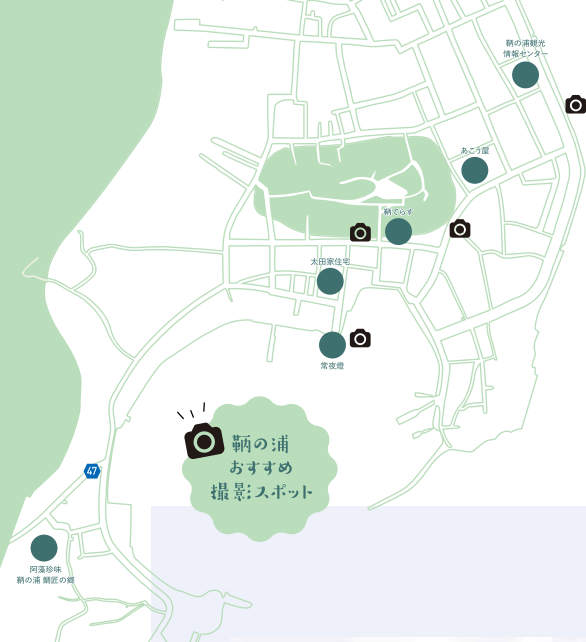 鞆の浦観光
情報センター
あこう屋
鞆てらす
太田家住宅
常夜燈
鞆の浦
おすすめ
撮影スポット
47
阿藻珍味
鞆の浦 鯛匠の郷